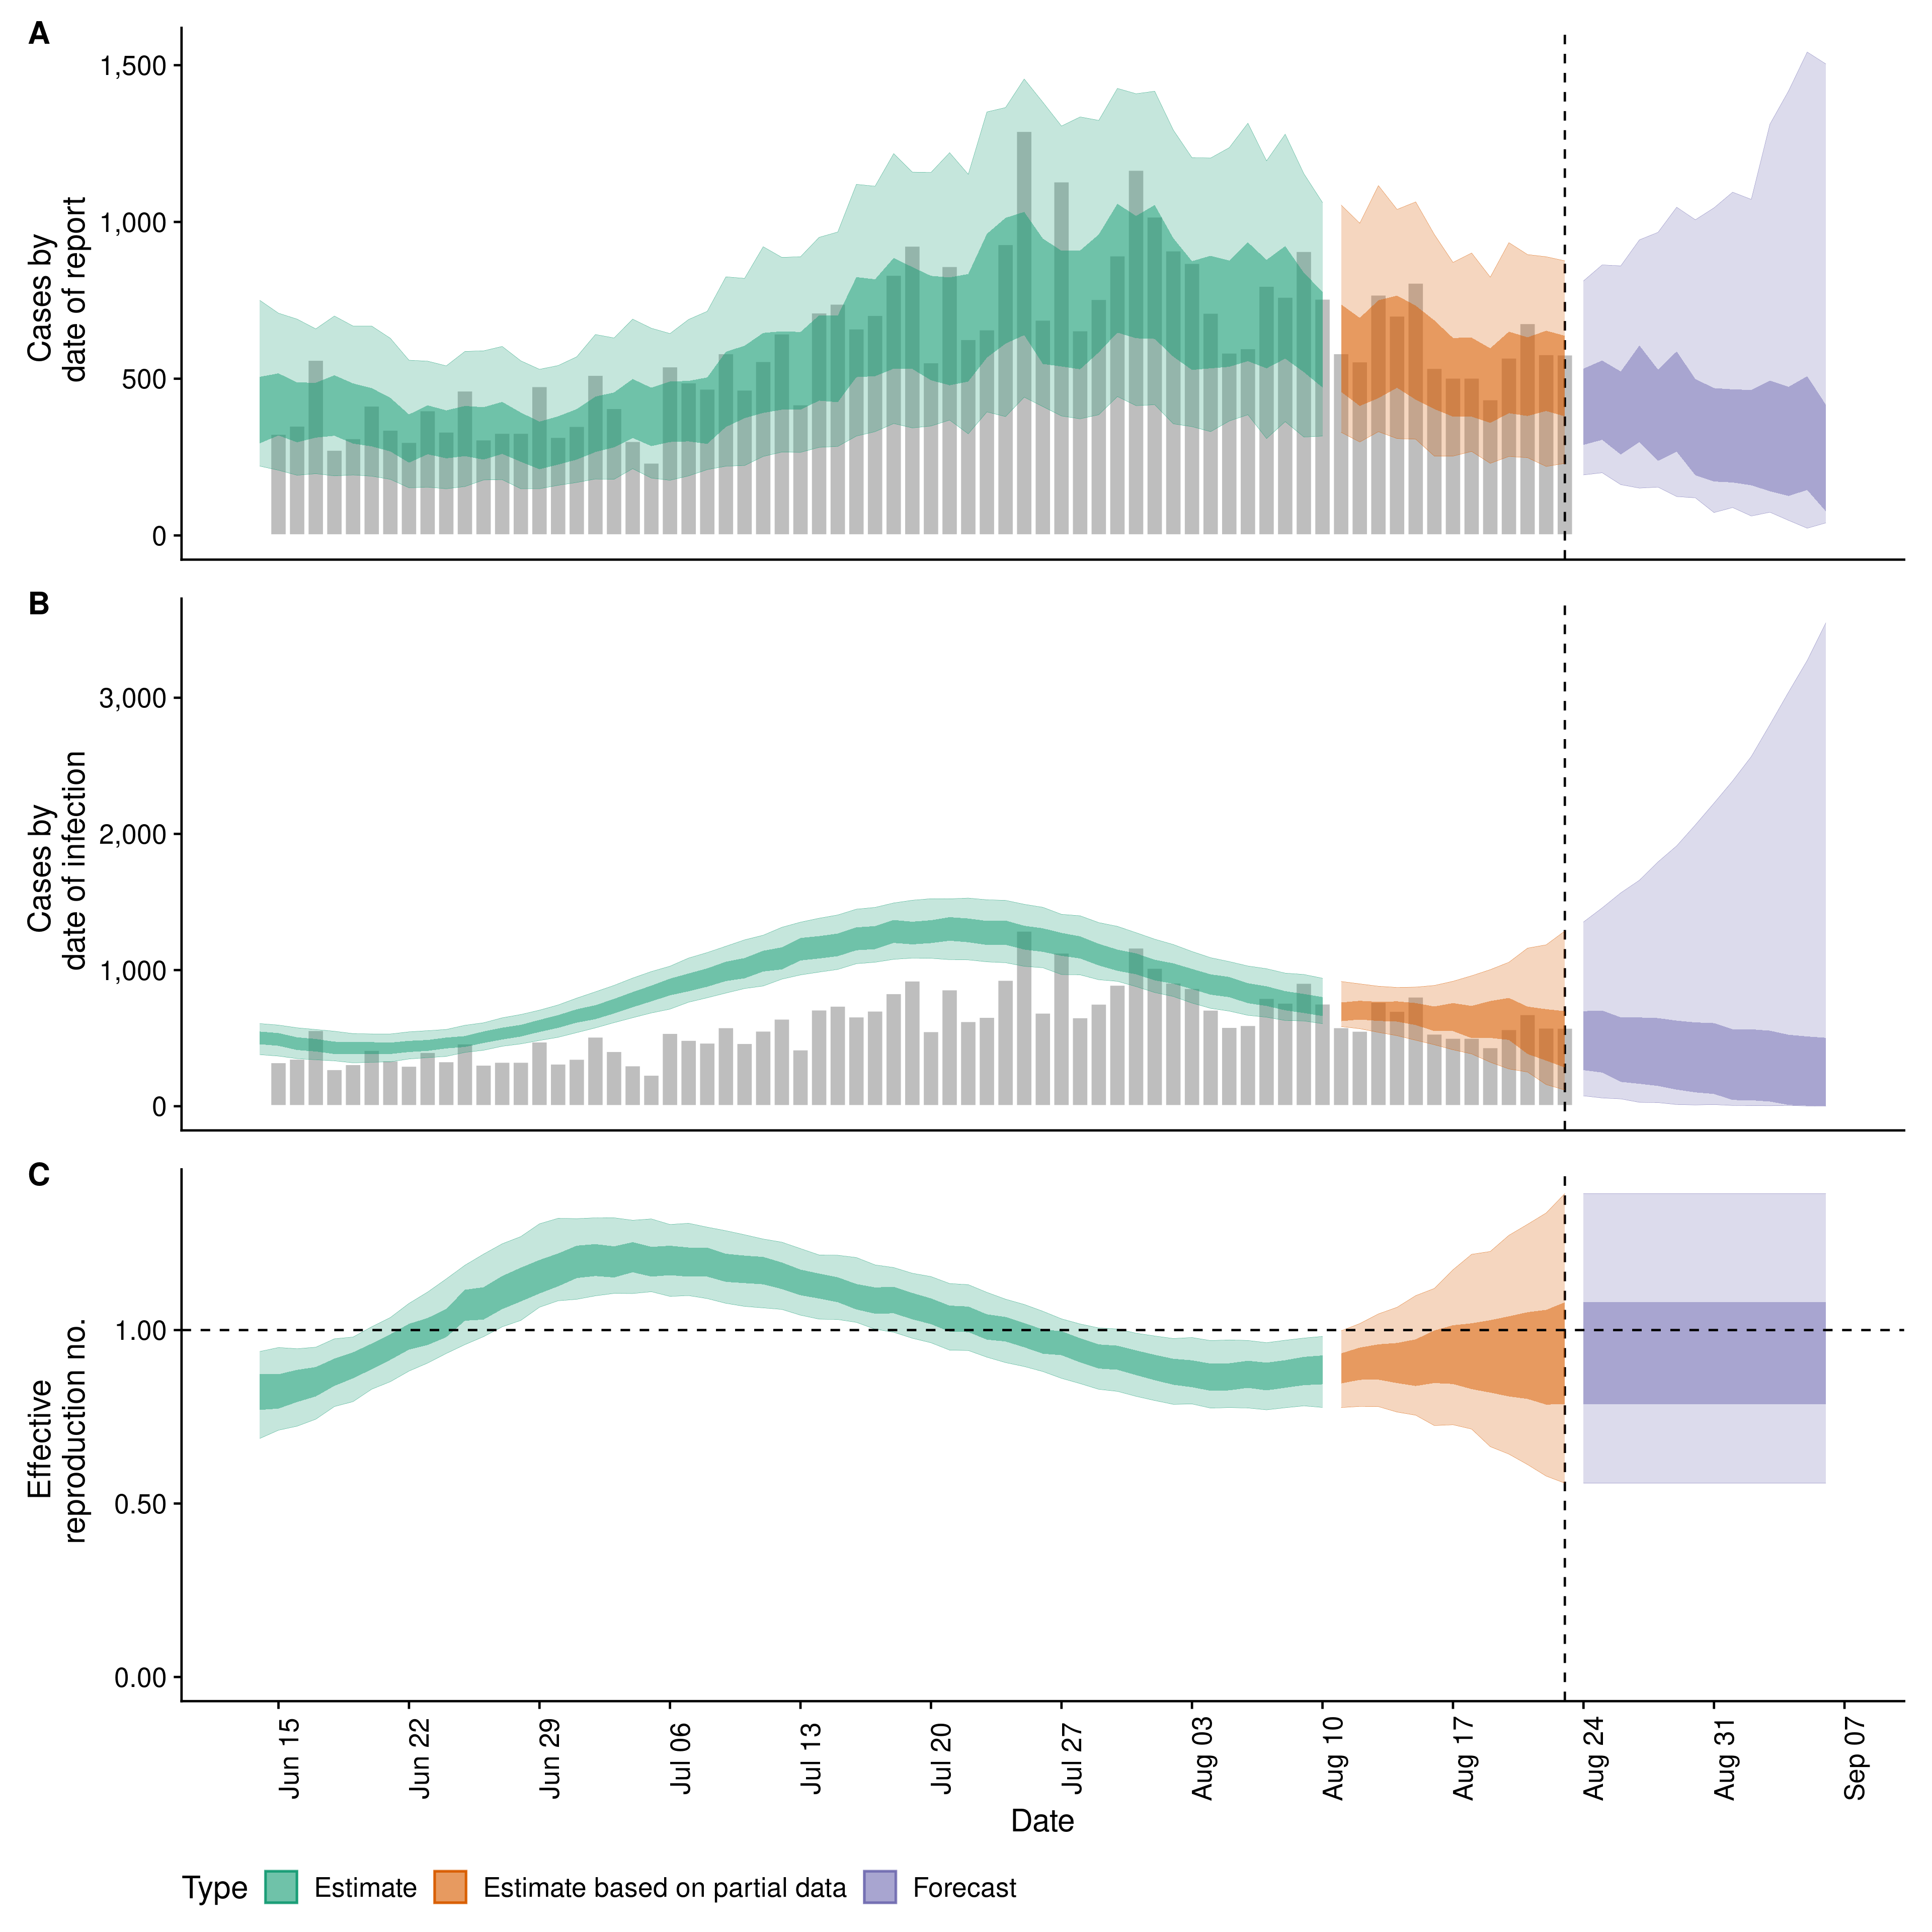 A
Cases by
date of report
1,500
1,000
500
0
B
Cases by
date of infection
3,000
2,000
1,000
0
C
Effective
reproduction no.
1.00
0.50
0.00
Jun 15
Jun 22
Jun 29
Jul 06
Jul 13
Jul 20
Jul 27
Aug 03
Aug 10
Aug 17
Aug 24
Aug 31
Sep 07
Date
Type Estimate Estimate based on partial data Forecast